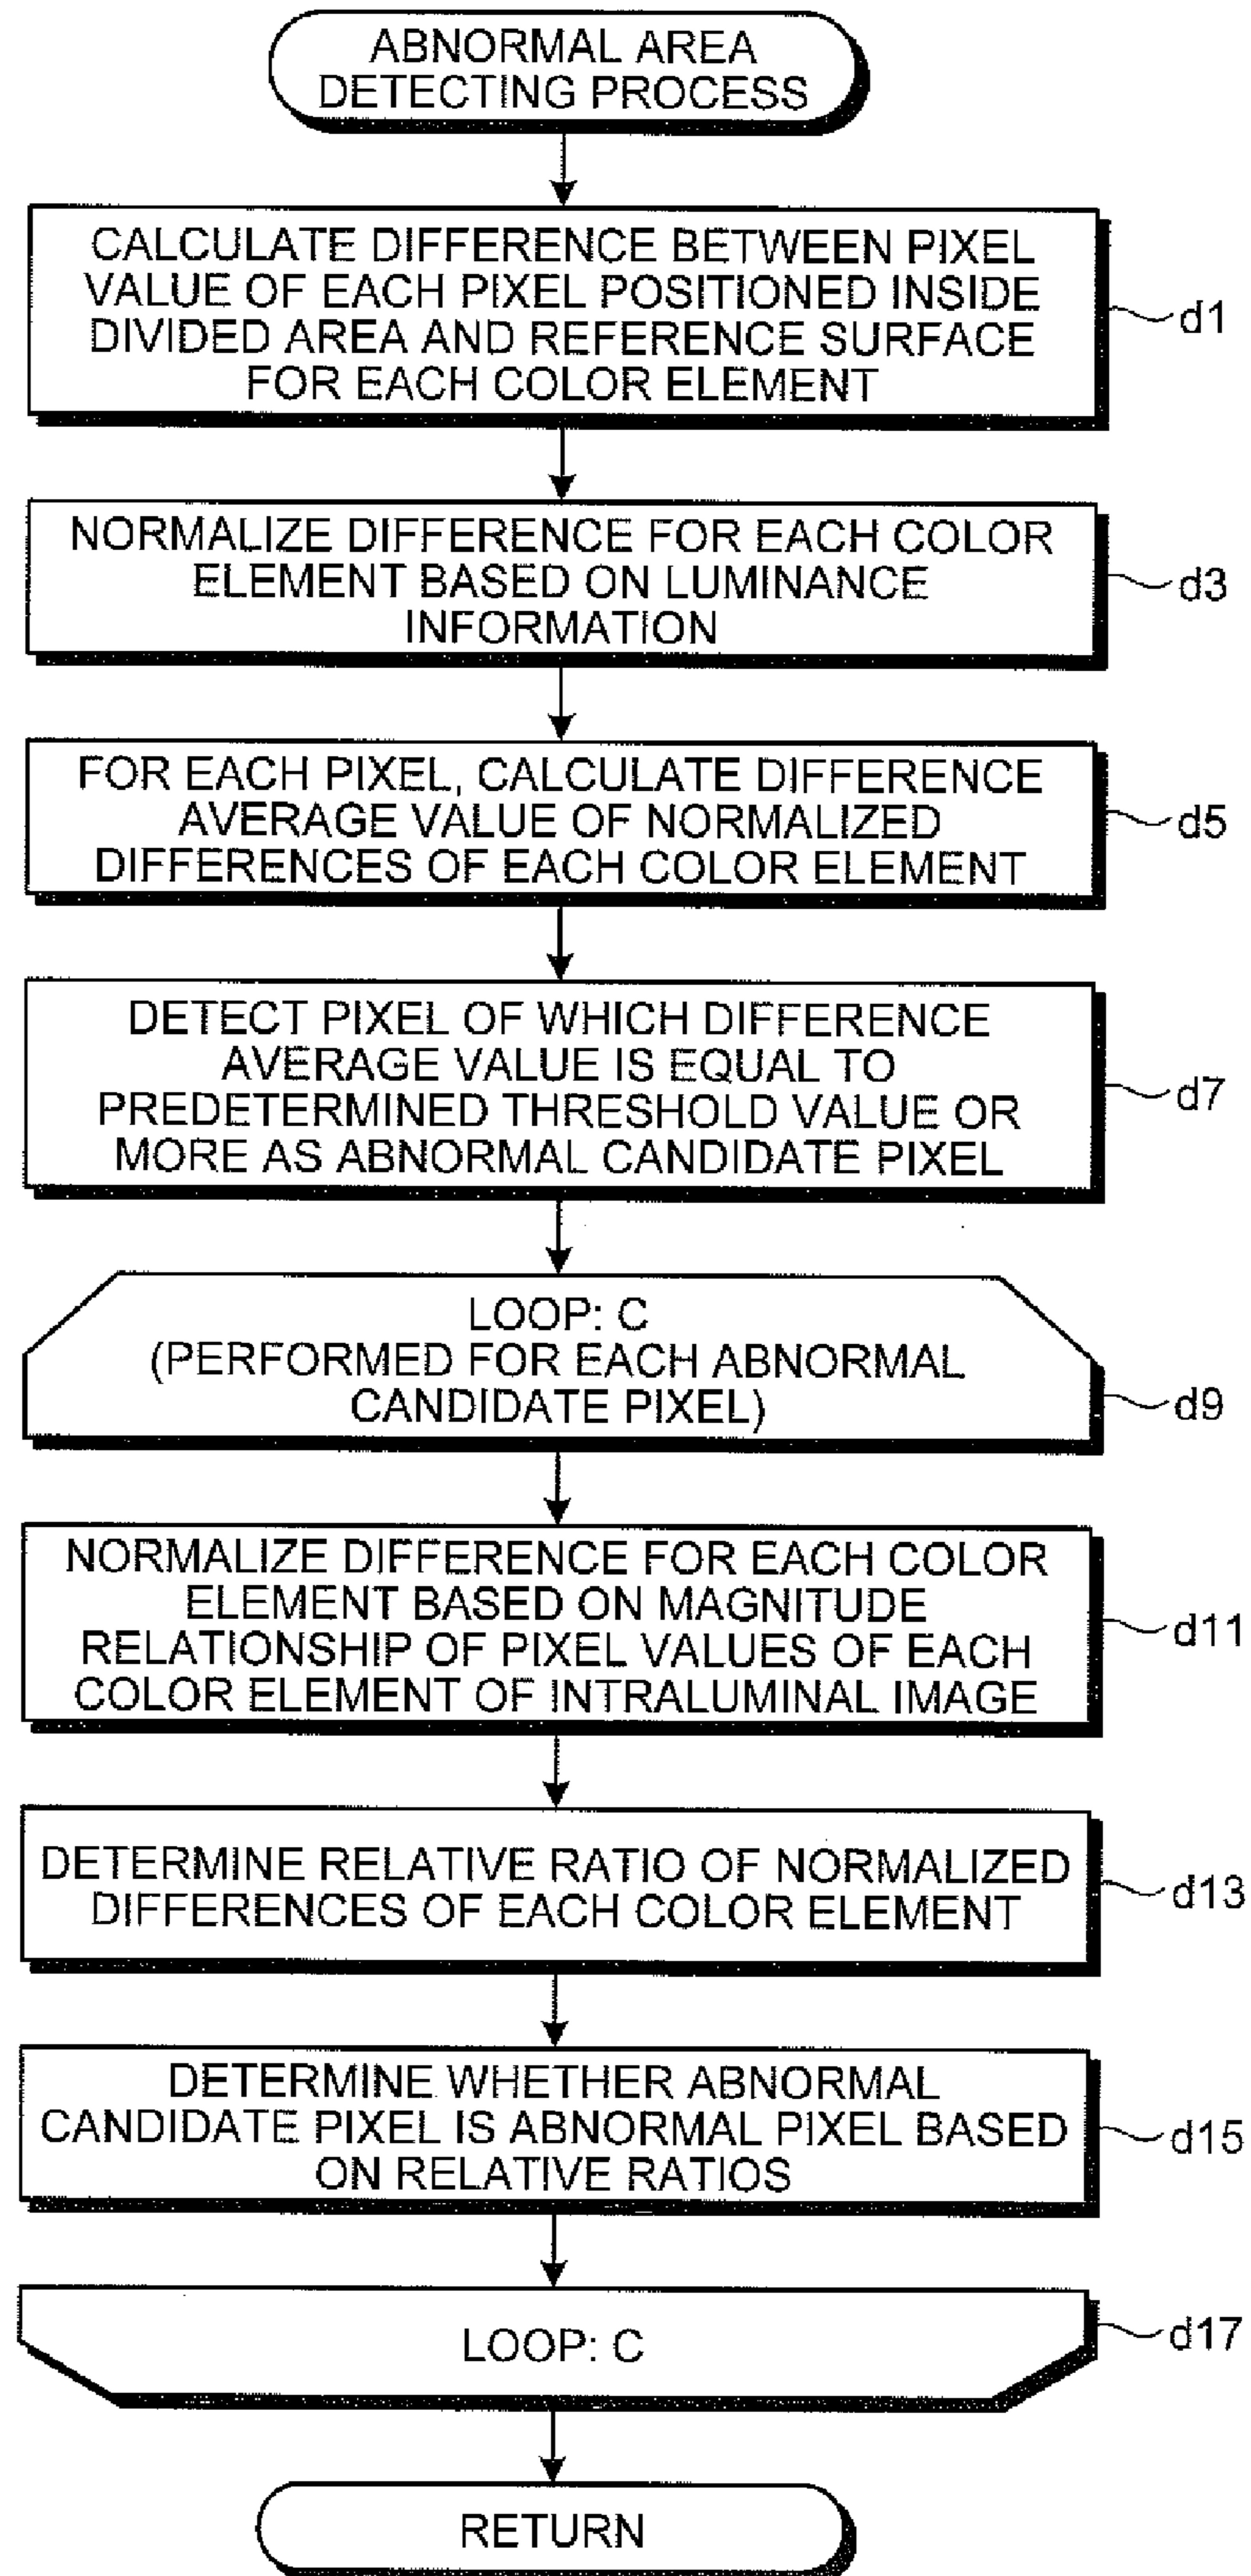 ABNORMAL AREA
DETECTING PROCESS
CALCULATE DIFFERENCE BETWEEN PIXEL
VALUE OF EACH PIXEL POSITIONED INSIDE
DIVIDED AREA AND REFERENCE SURFACE
FOR EACH COLOR ELEMENT
d1
NORMALIZE DIFFERENCE FOR EACH COLOR
ELEMENT BASED ON LUMINANCE
INFORMATION
d3
FOR EACH PIXEL, CALCULATE DIFFERENCE
AVERAGE VALUE OF NORMALIZED
DIFFERENCES OF EACH COLOR ELEMENT
d5
DETECT PIXEL OF WHICH DIFFERENCE
AVERAGE VALUE IS EQUAL TO
PREDETERMINED THRESHOLD VALUE OR
MORE AS ABNORMAL CANDIDATE PIXEL
d7
LOOP: C
(PERFORMED FOR EACH ABNORMAL
CANDIDATE PIXEL)
d9
NORMALIZE DIFFERENCE FOR EACH COLOR
ELEMENT BASED ON MAGNITUDE
RELATIONSHIP OF PIXEL VALUES OF EACH
COLOR ELEMENT OF INTRALUMINAL IMAGE
d11
DETERMINE RELATIVE RATIO OF NORMALIZED
DIFFERENCES OF EACH COLOR ELEMENT
d13
DETERMINE WHETHER ABNORMAL
CANDIDATE PIXEL IS ABNORMAL PIXEL BASED
ON RELATIVE RATIOS
d15
LOOP: C
d17
RETURN